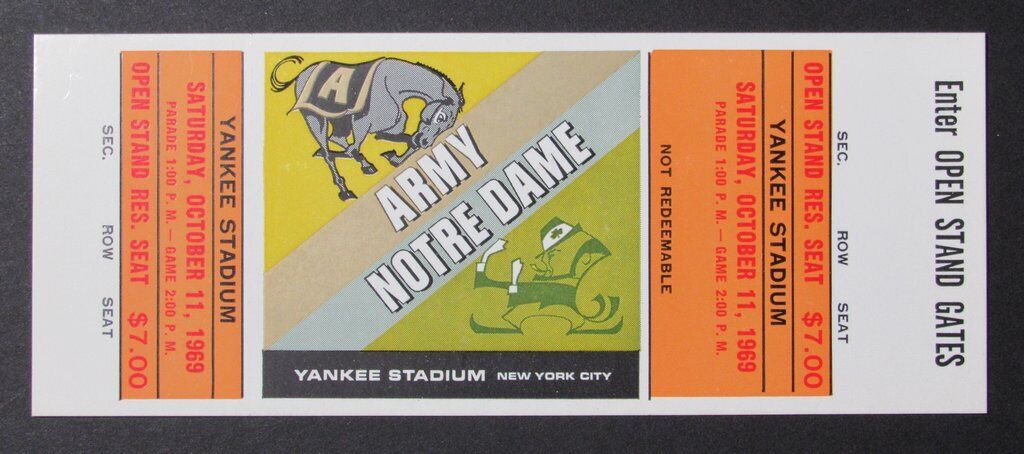 YANKEE STADIUM
SATURDAY, OCTOBER 11, 1969
PARADE 1:00 P. M. — GAME 2:00 P. M.
OPEN STAND RES. SEAT $7.00
SEC. ROW SEAT
A
ARMY
NOTRE DAME
YANKEE STADIUM NEW YORK CITY
Enter OPEN STAND GATES
SEC. ROW SEAT
OPEN STAND RES. SEAT $7.00
YANKEE STADIUM
SATURDAY, OCTOBER 11, 1969
PARADE 1:00 P. M. — GAME 2:00 P. M.
NOT REDEEMABLE